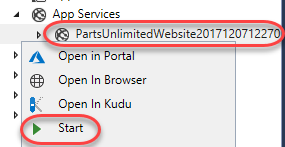 App Services
PartsUnlimitedWebsite2017120712270
Open in Portal
Open In Browser
Open In Kudu
Start